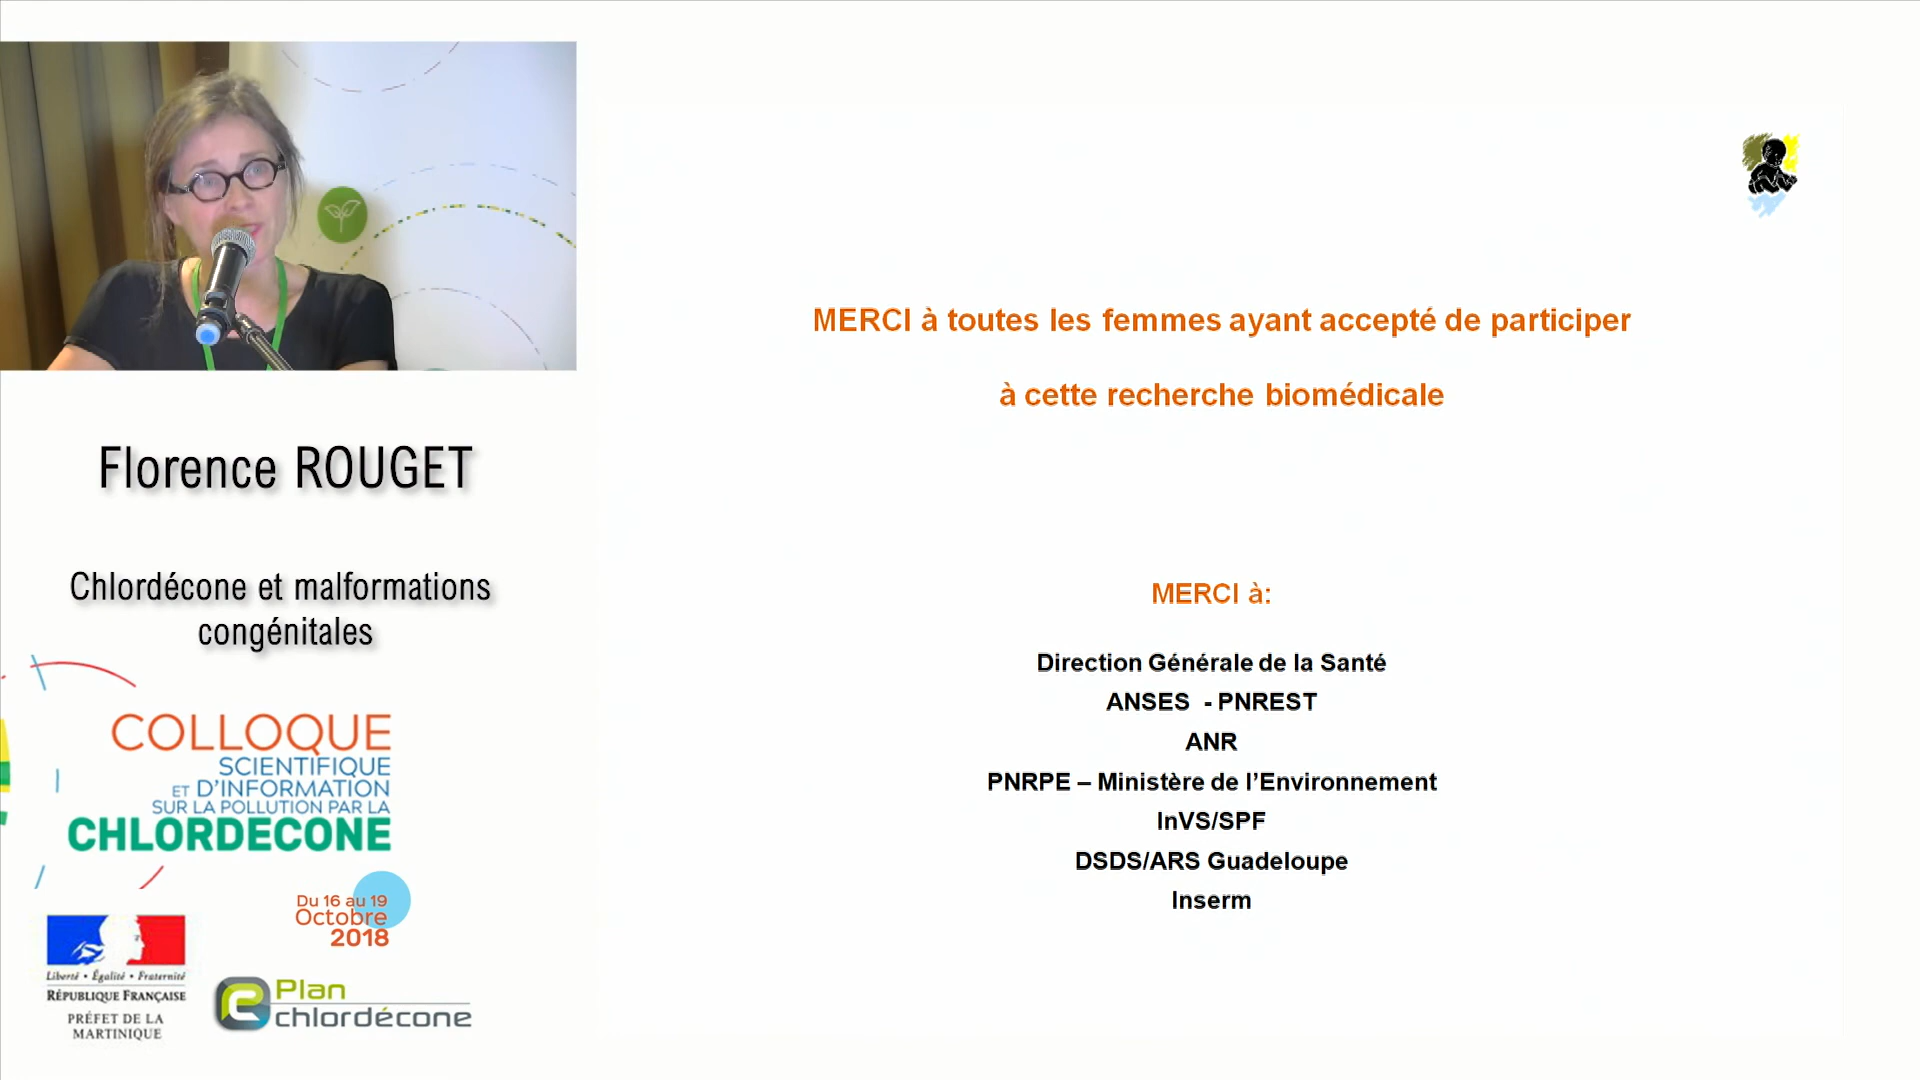 Florence ROUGET
Chlordécone et malformations
congénitales
COLLOQUE
SCIENTIFIQUE
ET D'INFORMATION
SUR LA POLLUTION PAR LA
CHLORDECONE
Du 16 au 19
Octobre
2018
Liberté • Égalité • Fraternité
RÉPUBLIQUE FRANÇAISE
PRÉFET DE LA
MARTINIQUE
Plan
chlordécone
MERCI à toutes les femmes ayant accepté de participer
à cette recherche biomédicale
MERCI à:
Direction Générale de la Santé
ANSES - PNREST
ANR
PNRPE – Ministère de l’Environnement
InVS/SPF
DSDS/ARS Guadeloupe
Inserm